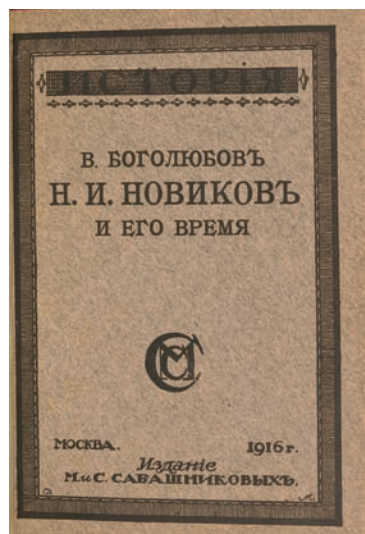 ИСТОРІЯ
В. БОГОЛЮБОВЪ
Н. И. НОВИКОВЪ
И ЕГО ВРЕМЯ
МОСКВА. 1916 г.
Изданіе
М. и С. САБАШНИКОВЫХЪ.